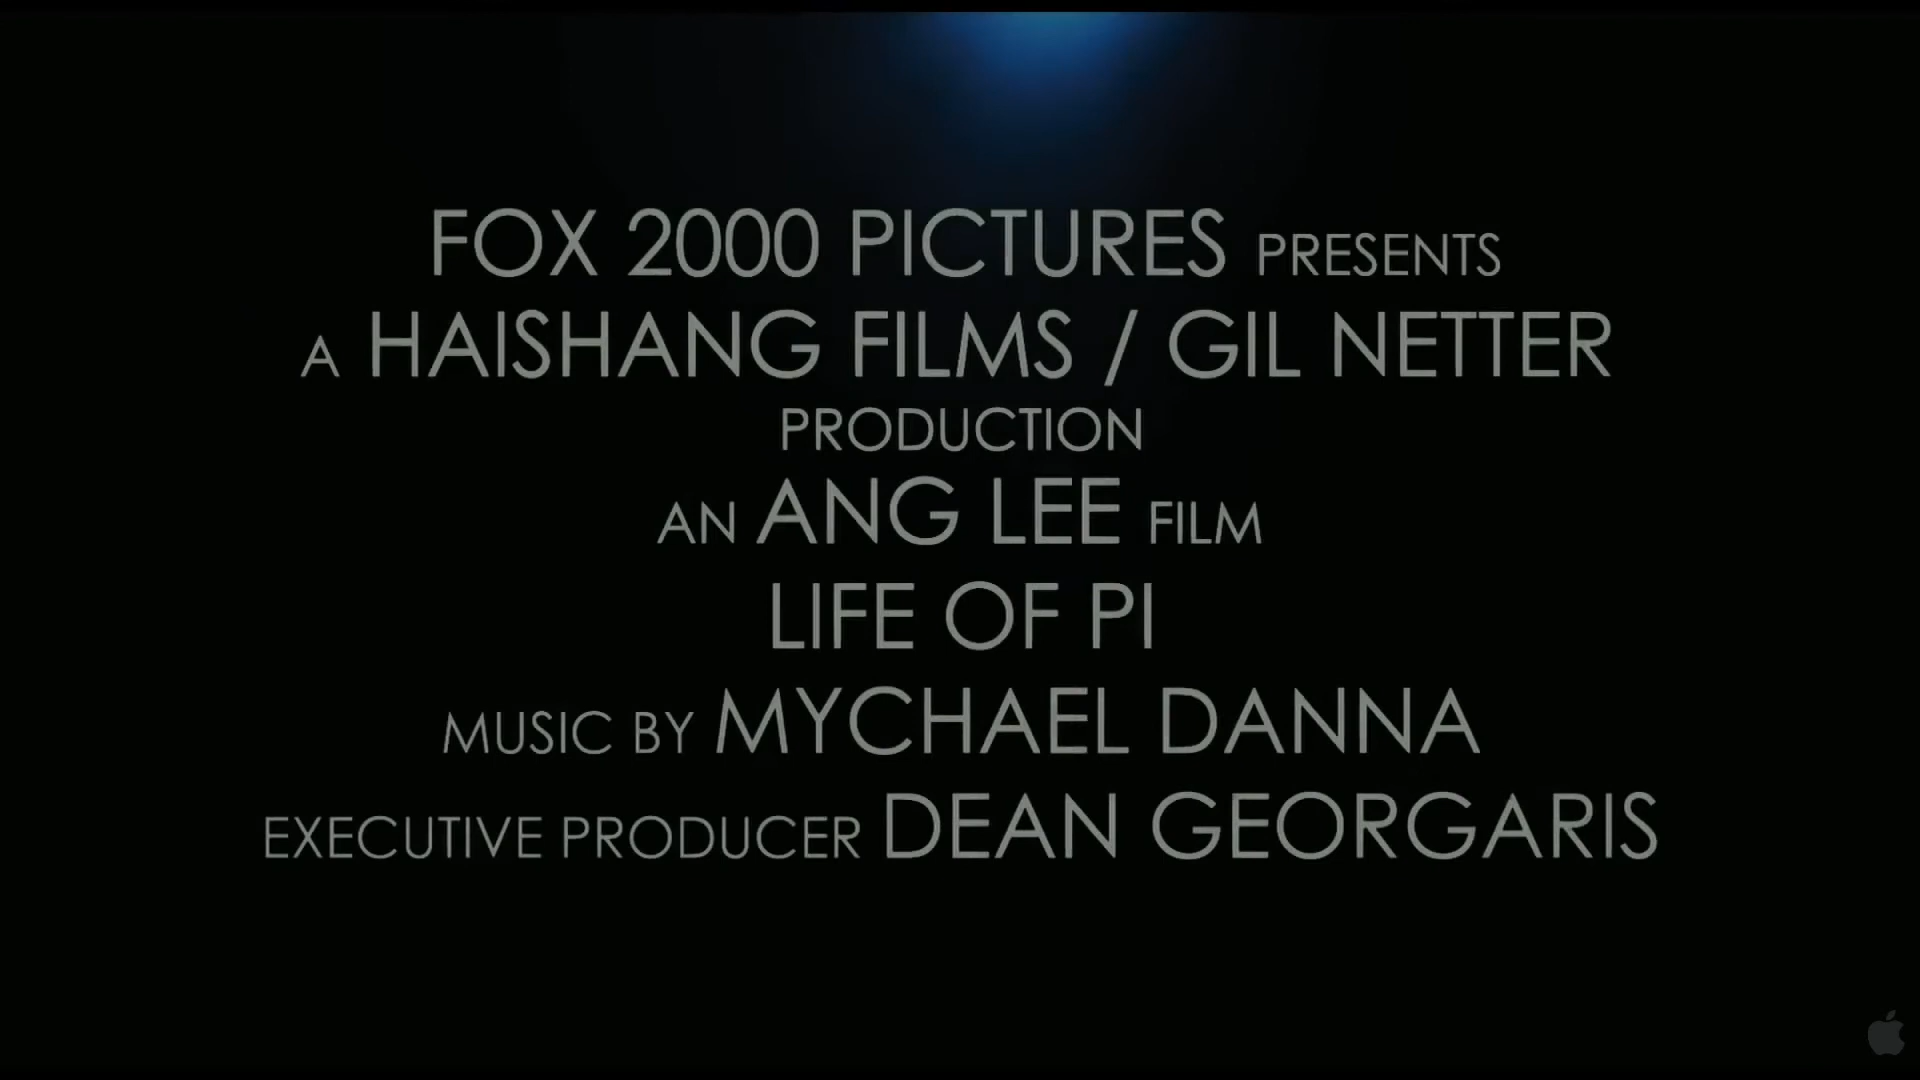 FOX 2000 PICTURES PRESENTS
A HAISHANG FILMS / GIL NETTER
PRODUCTION
AN ANG LEE FILM
LIFE OF PI
MUSIC BY MYCHAEL DANNA
EXECUTIVE PRODUCER DEAN GEORGARIS